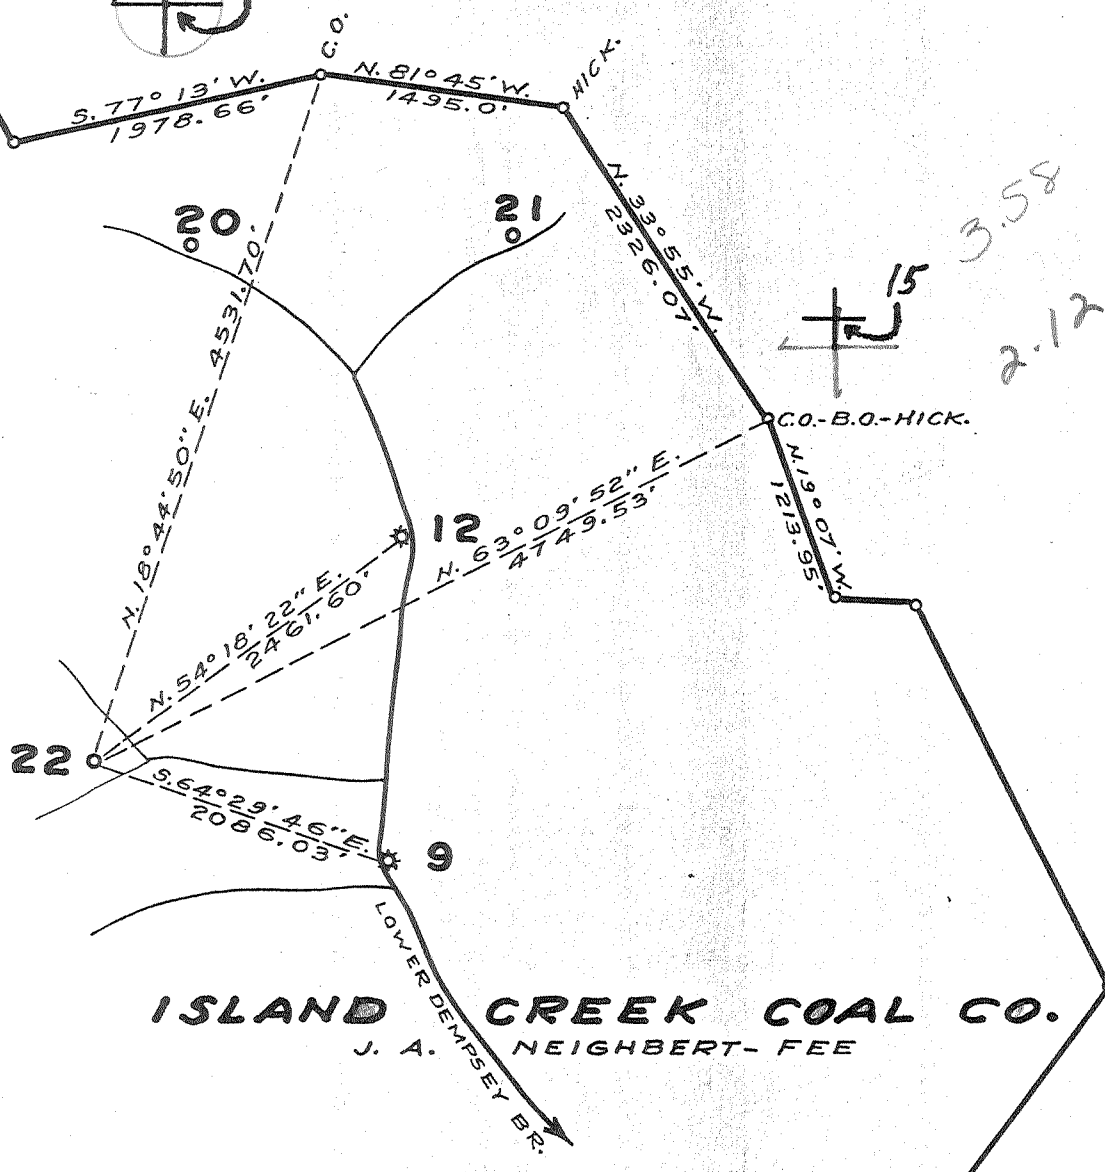 C.O.
HICK.
S. 77° 13' W.
1978.66'
N. 81° 45' W.
1495.0'
N. 33° 55' W.
2326.07'
3.58
20
21
15
2.12
N. 18° 44' 50" E. 4531.70'
C.O.-B.O.-HICK.
N. 19° 07' W.
1213.95'
12
N. 63° 09' 52" E.
4749.53'
N. 54° 18' 22" E.
2461.60'
22
S. 64° 29' 46" E.
2086.03'
9
LOWER DEMPSEY BR.
ISLAND CREEK COAL CO.
J. A. NEIGHBERT- FEE